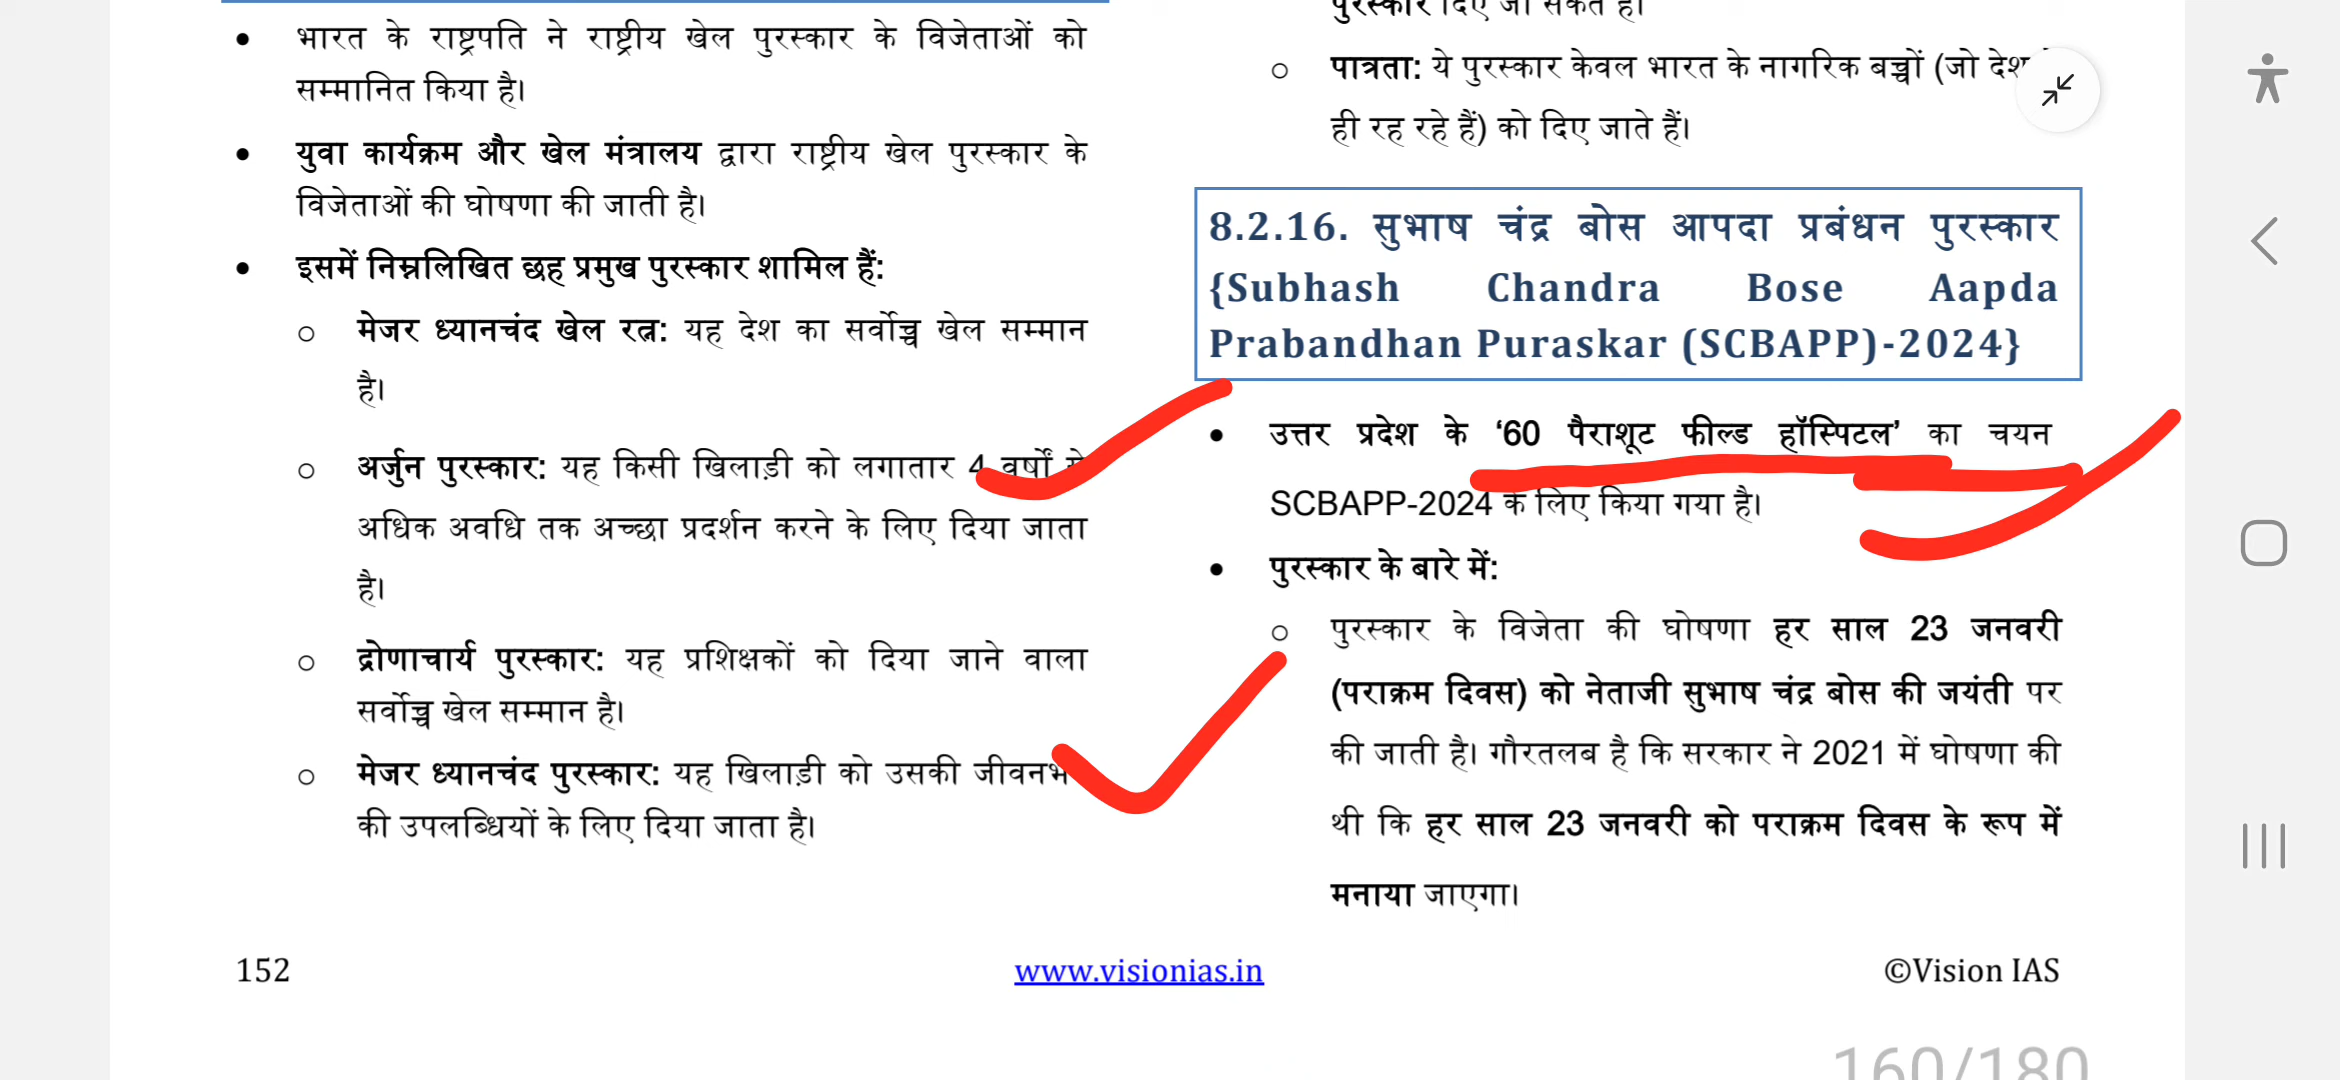 भारत के राष्ट्रपति ने राष्ट्रीय खेल पुरस्कार के विजेताओं को
सम्मानित किया है।
युवा कार्यक्रम और खेल मंत्रालय द्वारा राष्ट्रीय खेल पुरस्कार के
विजेताओं की घोषणा की जाती है।
इसमें निम्नलिखित छह प्रमुख पुरस्कार शामिल हैं:
मेजर ध्यानचंद खेल रत्न: यह देश का सर्वोच्च खेल सम्मान
है।
अर्जुन पुरस्कार: यह किसी खिलाड़ी को लगातार 4 वर्षों से
अधिक अवधि तक अच्छा प्रदर्शन करने के लिए दिया जाता
है।
द्रोणाचार्य पुरस्कार: यह प्रशिक्षकों को दिया जाने वाला
सर्वोच्च खेल सम्मान है।
मेजर ध्यानचंद पुरस्कार: यह खिलाड़ी को उसकी
की उपलब्धियों के लिए दिया जाता है।
पुरस्कार दिए जा सकते हैं।
पात्रता: ये पुरस्कार केवल भारत के नागरिक बच्चों (जो
ही रह रहे हैं) को दिए जाते हैं।
8.2.16. सुभाष चंद्र बोस आपदा प्रबंधन पुरस्कार
{Subhash Chandra Bose Aapda
Prabandhan Puraskar (SCBAPP)-2024}
उत्तर प्रदेश के ‘60 पैराशूट फील्ड हॉस्पिटल’ का चयन
SCBAPP-2024 के लिए किया गया है।
पुरस्कार के बारे में:
पुरस्कार के विजेता की घोषणा हर साल 23 जनवरी
(पराक्रम दिवस) को नेताजी सुभाष चंद्र बोस की जयंती पर
की जाती है। गौरतलब है कि सरकार ने 2021 में घोषणा की
थी कि हर साल 23 जनवरी को पराक्रम दिवस के रूप में
मनाया जाएगा।
152
www.visionias.in
©Vision IAS
160/180